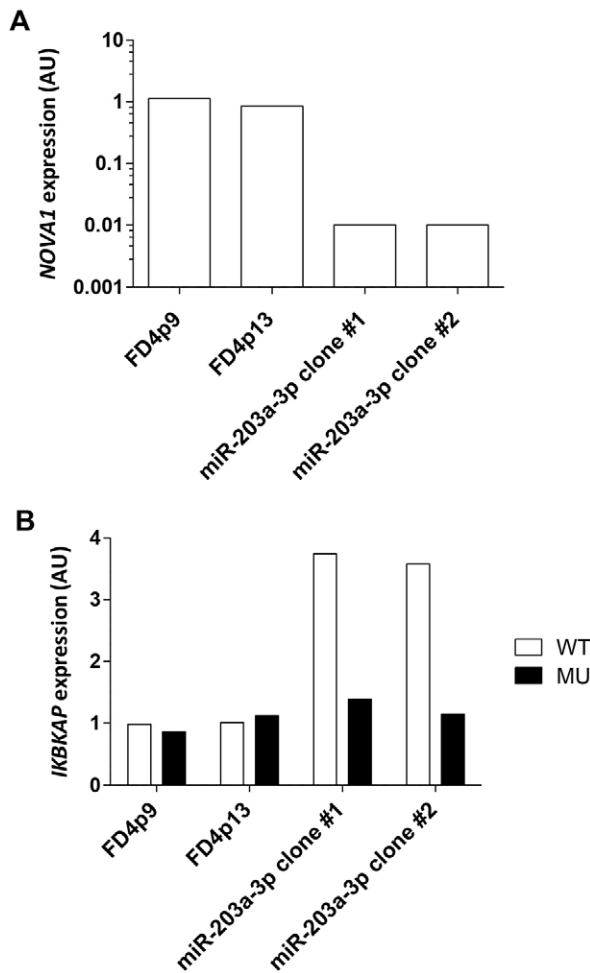 A
NOVA1 expression (AU)
10
1
0.1
0.01
0.001
FD4p9
FD4p13
miR-203a-3p clone #1
miR-203a-3p clone #2
B
IKBKAP expression (AU)
4
3
2
1
0
WT
MU
FD4p9
FD4p13
miR-203a-3p clone #1
miR-203a-3p clone #2